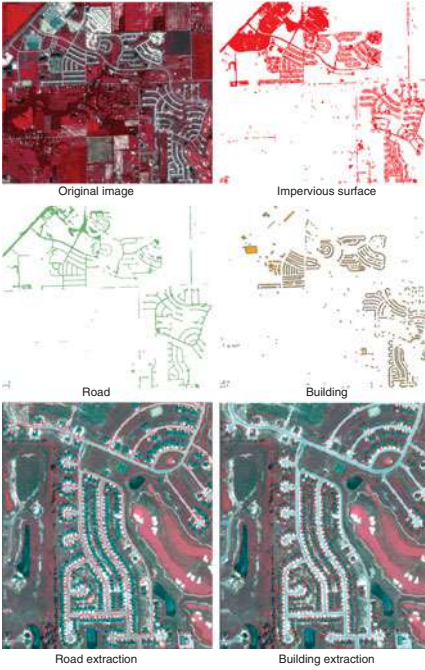 Original image
Impervious surface
Road
Building
Road extraction
Building extraction